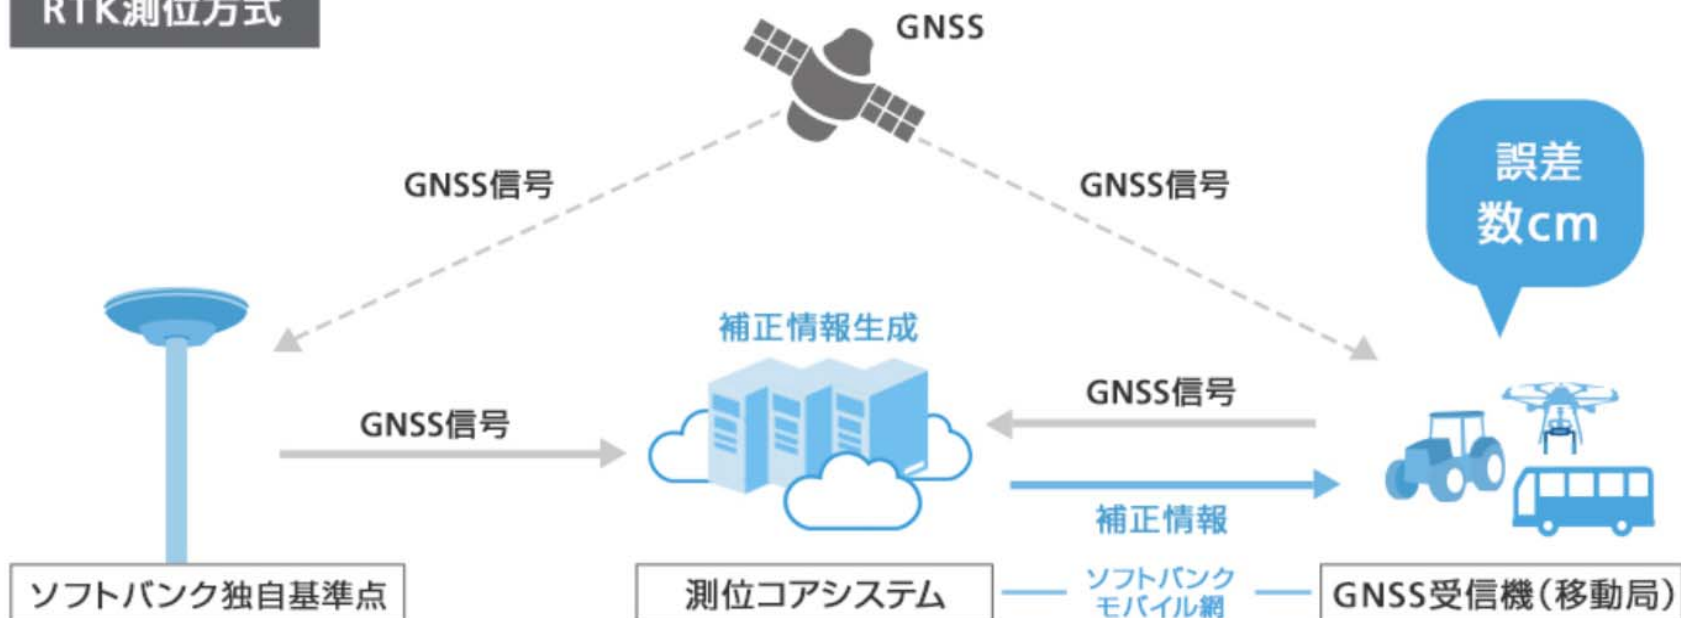 RTK測位方式
GNSS
GNSS信号
GNSS信号
誤差
数cm
補正情報生成
GNSS信号
GNSS信号
補正情報
ソフトバンク独自基準点
測位コアシステム
ソフトバンク
モバイル網
GNSS受信機(移動局)